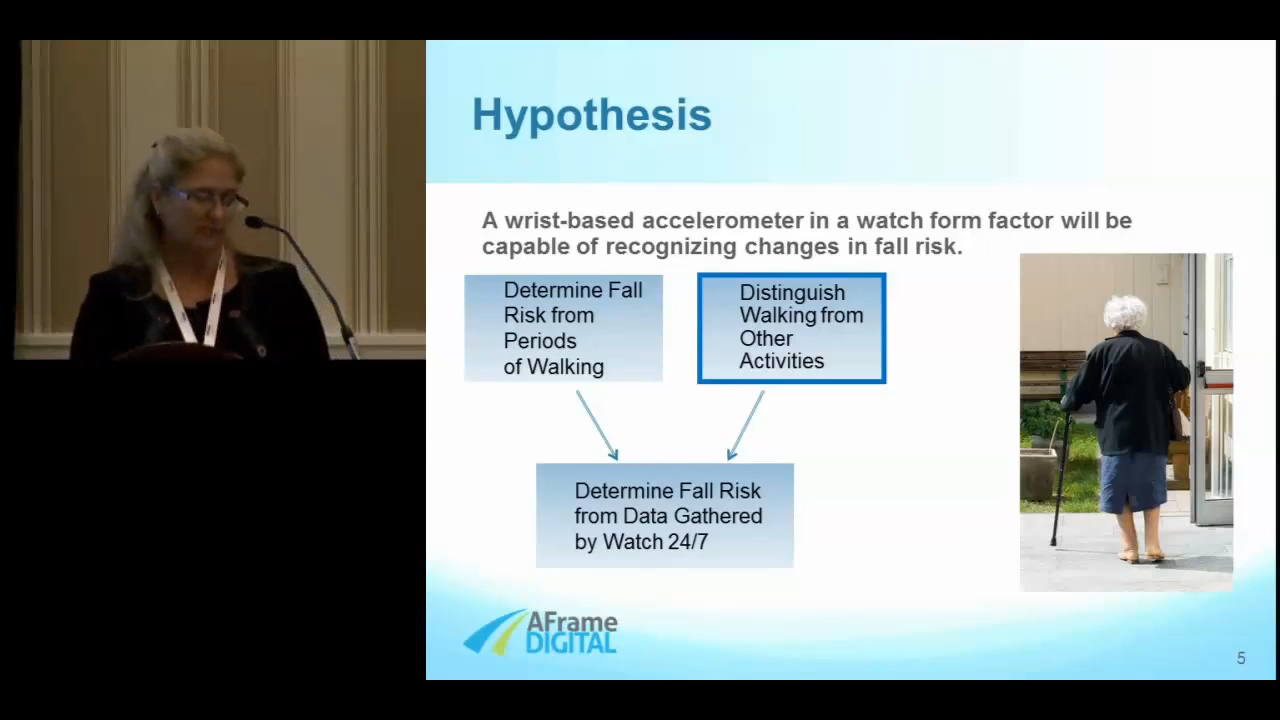 Hypothesis
A wrist-based accelerometer in a watch form factor will be
capable of recognizing changes in fall risk.
Determine Fall
Risk from
Periods
of Walking
Distinguish
Walking from
Other
Activities
Determine Fall Risk
from Data Gathered
by Watch 24/7
AFrame
DIGITAL
5